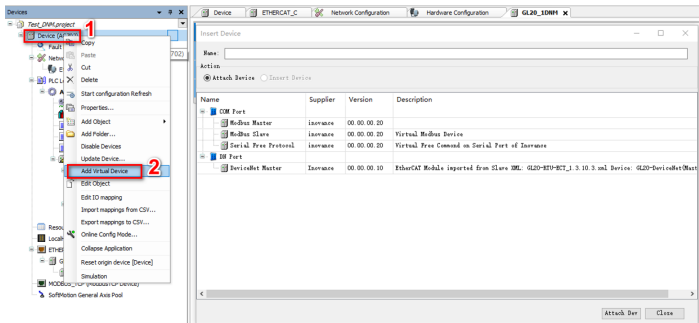 Devices
Test_DNM.project
Device (A
Fault
Netwo
E
PLC L
A
Resou
Localh
ETHER
G
MODBUS_TCP (ModbusTCP Device)
SoftMotion General Axis Pool
1
702)
Copy
Paste
Cut
Delete
Start configuration Refresh
Properties...
Add Object
Add Folder...
Disable Devices
Update Device...
Add Virtual Device
2
Edit Object
Edit IO mapping
Import mappings from CSV...
Export mappings to CSV...
Online Config Mode...
Collapse Application
Reset origin device [Device]
Simulation
Device ETHERCAT_C Network Configuration Hardware Configuration GL20_1DNM
Insert Device
Name:
Action
Attach Device Insert Device
Name Supplier Version Description
COM Port
Modbus Master inovance 00.00.00.20
Modbus Slave inovance 00.00.00.20 Virtual Modbus Device
Serial Free Protocol inovance 00.00.00.20 Virtual Free Commond on Serial Port of Inovance
DN Port
DeviceNet Master Inovance 00.00.00.10 EtherCAT Module imported from Slave XML: GL20-RTU-ECT_1.3.10.3.xml Device: GL20-DeviceNet(Mast
Attach Dev Close